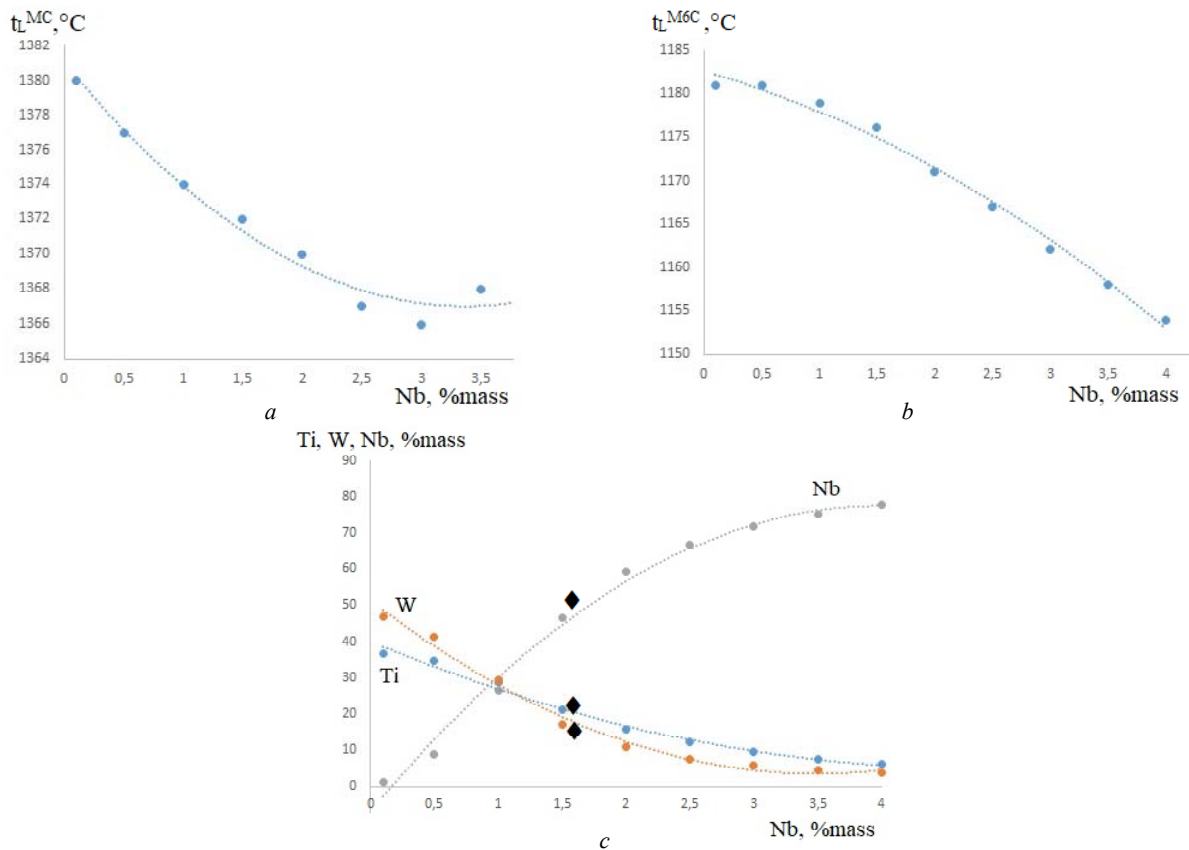 t_L^MC,°C
1382
1380
1378
1376
1374
1372
1370
1368
1366
1364
0 0,5 1 1,5 2 2,5 3 3,5
Nb, %mass
a
t_L^M6C,°C
1185
1180
1175
1170
1165
1160
1155
1150
0 0,5 1 1,5 2 2,5 3 3,5 4
Nb, %mass
b
Ti, W, Nb, %mass
90
80
70
60
50
40
30
20
10
0
Nb
W
Ti
0 0,5 1 1,5 2 2,5 3 3,5 4
Nb, %mass
c